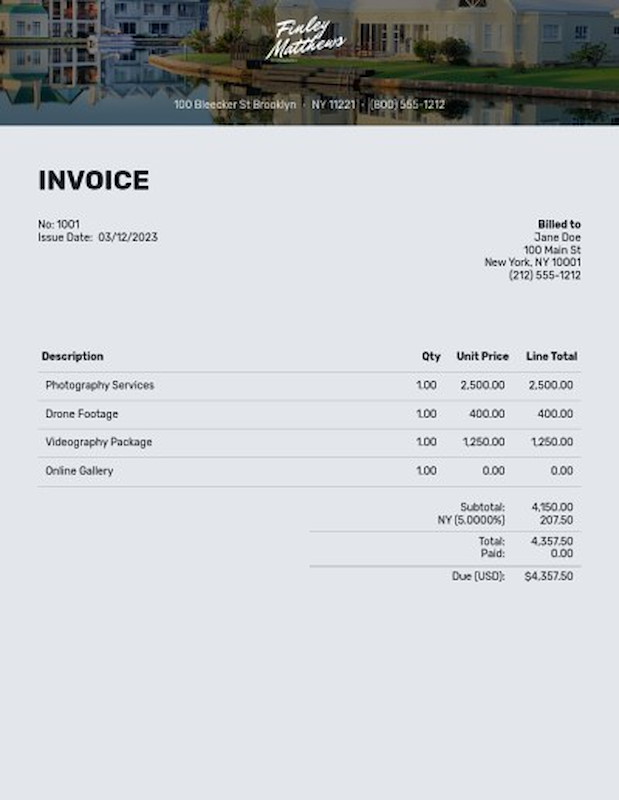 Finley
Matthews
100 Bleecker St Brooklyn · NY 11221 · (800) 555-1212
INVOICE
No: 1001
Issue Date: 03/12/2023
Billed to
Jane Doe
100 Main St
New York, NY 10001
(212) 555-1212
Description Qty Unit Price Line Total
Photography Services 1.00 2,500.00 2,500.00
Drone Footage 1.00 400.00 400.00
Videography Package 1.00 1,250.00 1,250.00
Online Gallery 1.00 0.00 0.00
Subtotal: 4,150.00
NY (5.0000%) 207.50
Total: 4,357.50
Paid: 0.00
Due (USD): $4,357.50